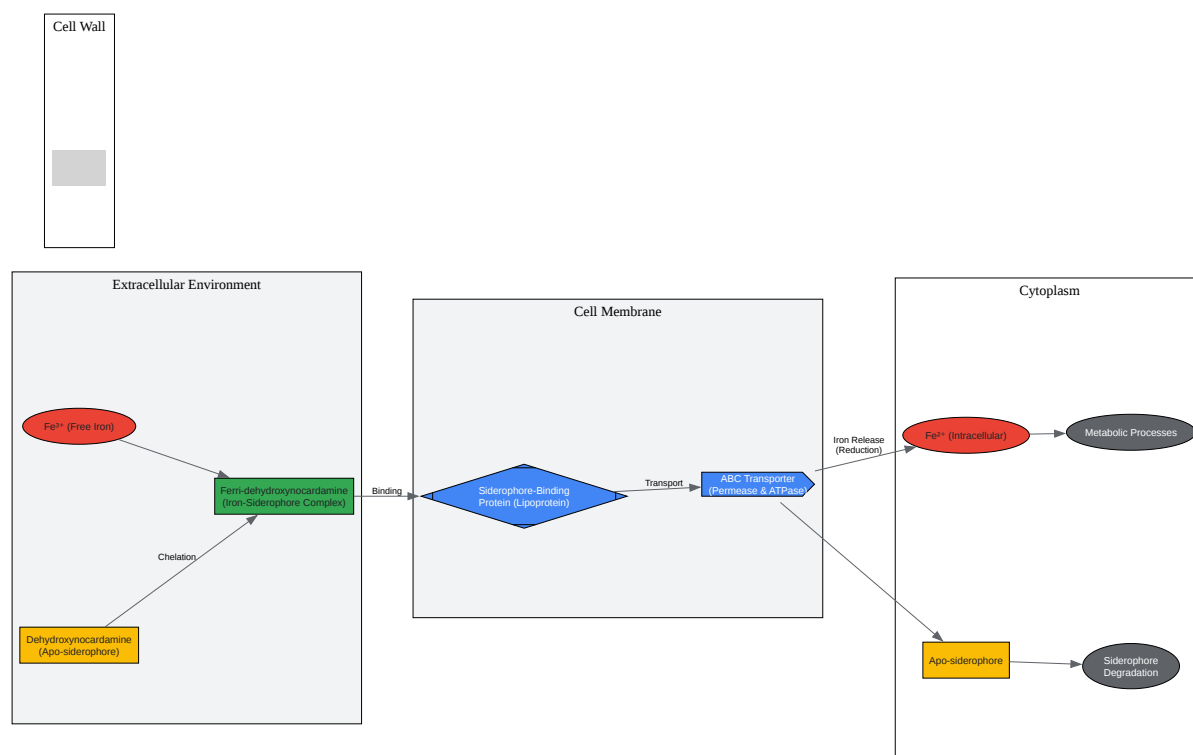 Cell Wall
Extracellular Environment
Cell Membrane
Cytoplasm
Fe³⁺ (Free Iron)
Ferri-dehydroxynocardamine
(Iron-Siderophore Complex)
Chelation
Dehydroxynocardamine
(Apo-siderophore)
Binding
Siderophore-Binding
Protein (Lipoprotein)
Transport
ABC Transporter
(Permease & ATPase)
Iron Release
(Reduction)
Fe²⁺ (Intracellular)
Metabolic Processes
Apo-siderophore
Siderophore
Degradation